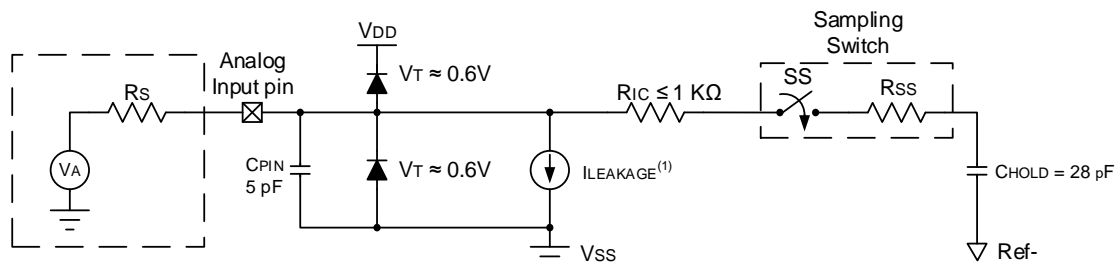 Sampling
Switch
VDD
Analog
Input pin
VT ≈ 0.6V
RS
RIC ≤ 1 KΩ
SS
RSS
VA
CPIN
5 pF
VT ≈ 0.6V
ILEAKAGE(1)
CHOLD = 28 pF
VSS
Ref-